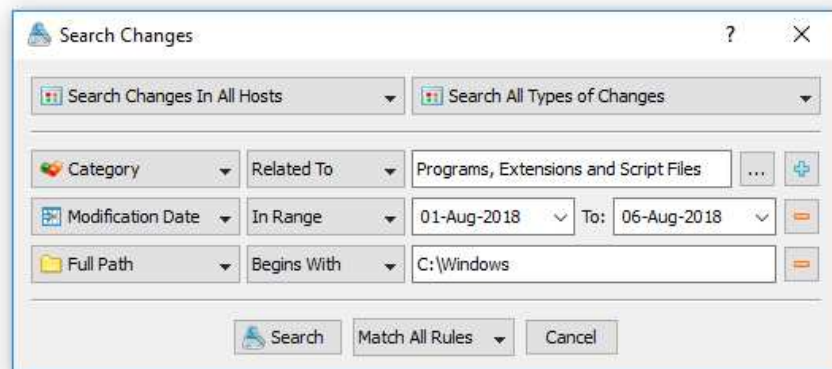 Search Changes ?
Search Changes In All Hosts Search All Types of Changes
Category Related To Programs, Extensions and Script Files ...
Modification Date In Range 01-Aug-2018 To: 06-Aug-2018
Full Path Begins With C:\Windows
Search Match All Rules Cancel